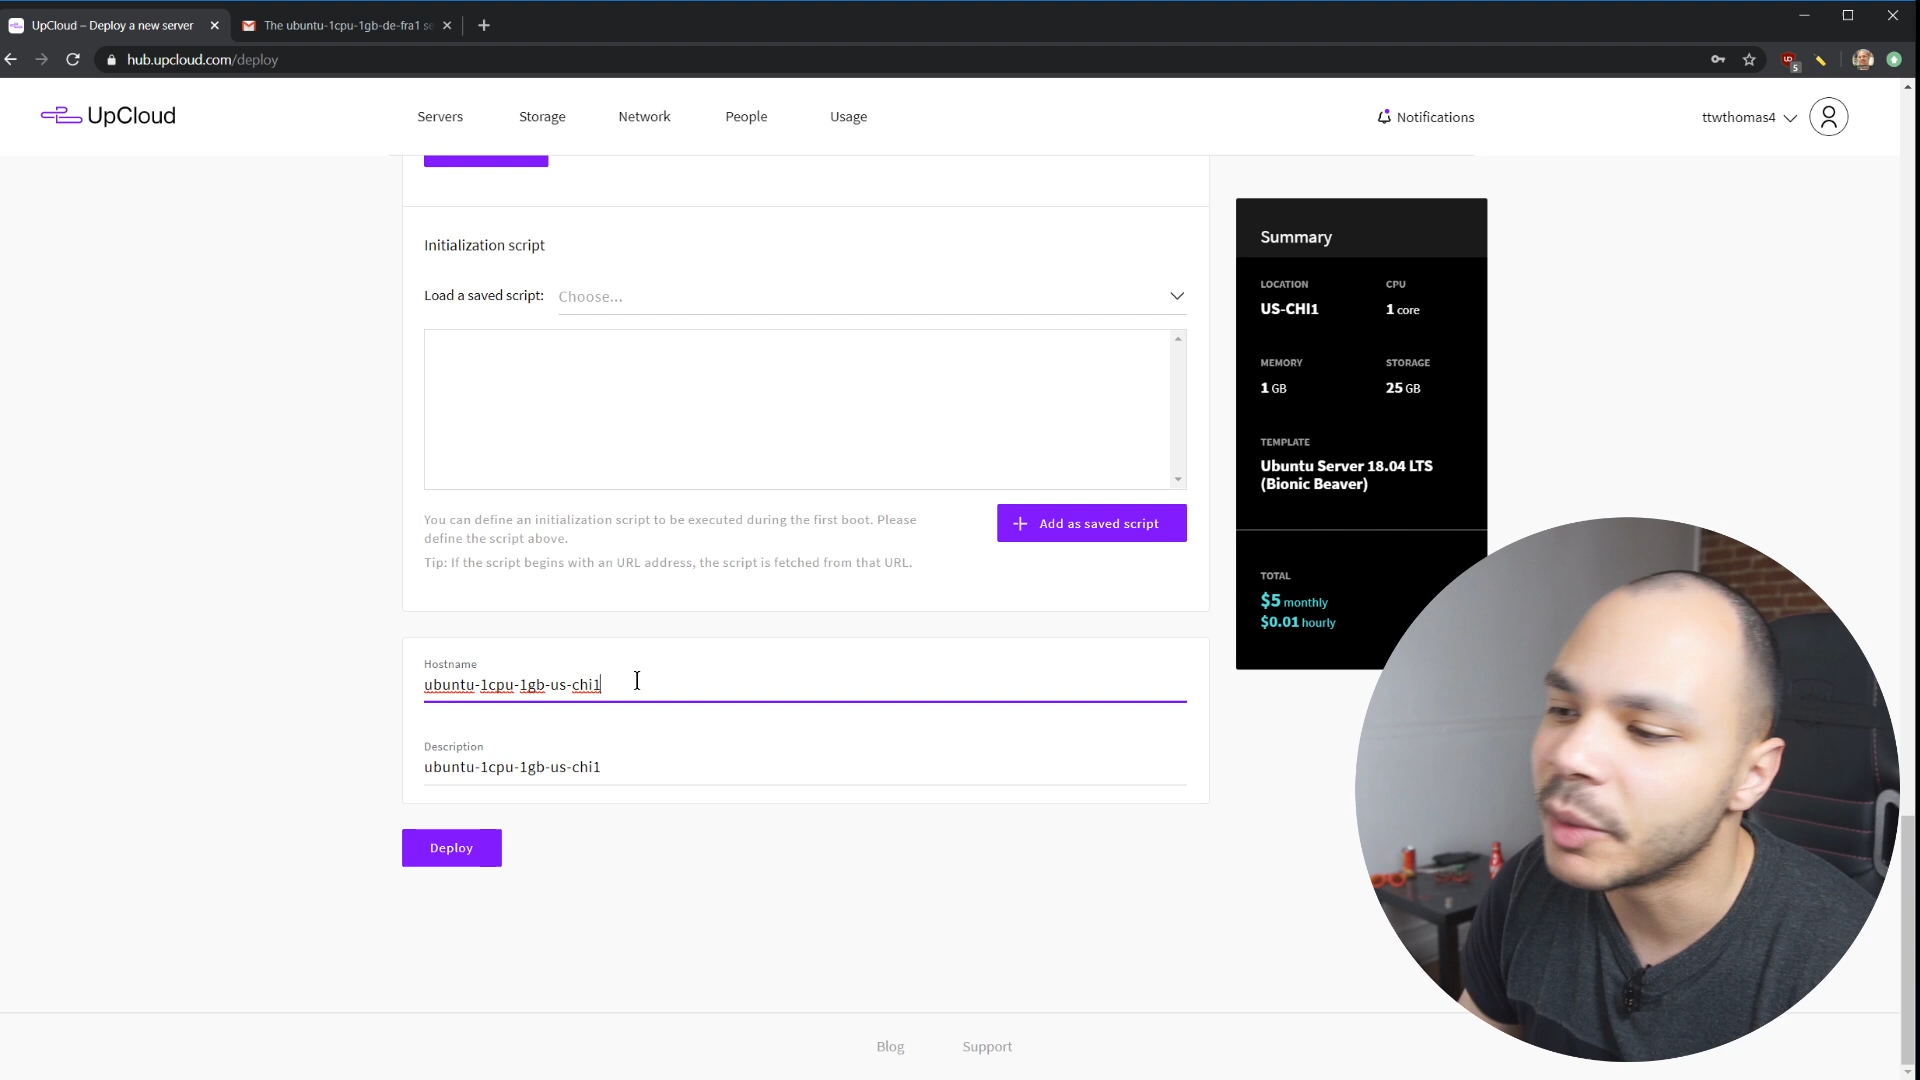 UpCloud – Deploy a new server
The ubuntu-1cpu-1gb-de-fra1 se
hub.upcloud.com/deploy
5
UpCloud
Servers
Storage
Network
People
Usage
Notifications
ttwthomas4
Initialization script
Load a saved script:
Choose...
You can define an initialization script to be executed during the first boot. Please
define the script above.
Tip: If the script begins with an URL address, the script is fetched from that URL.
Add as saved script
Hostname
ubuntu-1cpu-1gb-us-chi1
Description
ubuntu-1cpu-1gb-us-chi1
Deploy
Summary
LOCATION
US-CHI1
CPU
1 core
MEMORY
1 GB
STORAGE
25 GB
TEMPLATE
Ubuntu Server 18.04 LTS
(Bionic Beaver)
TOTAL
$5 monthly
$0.01 hourly
Blog
Support